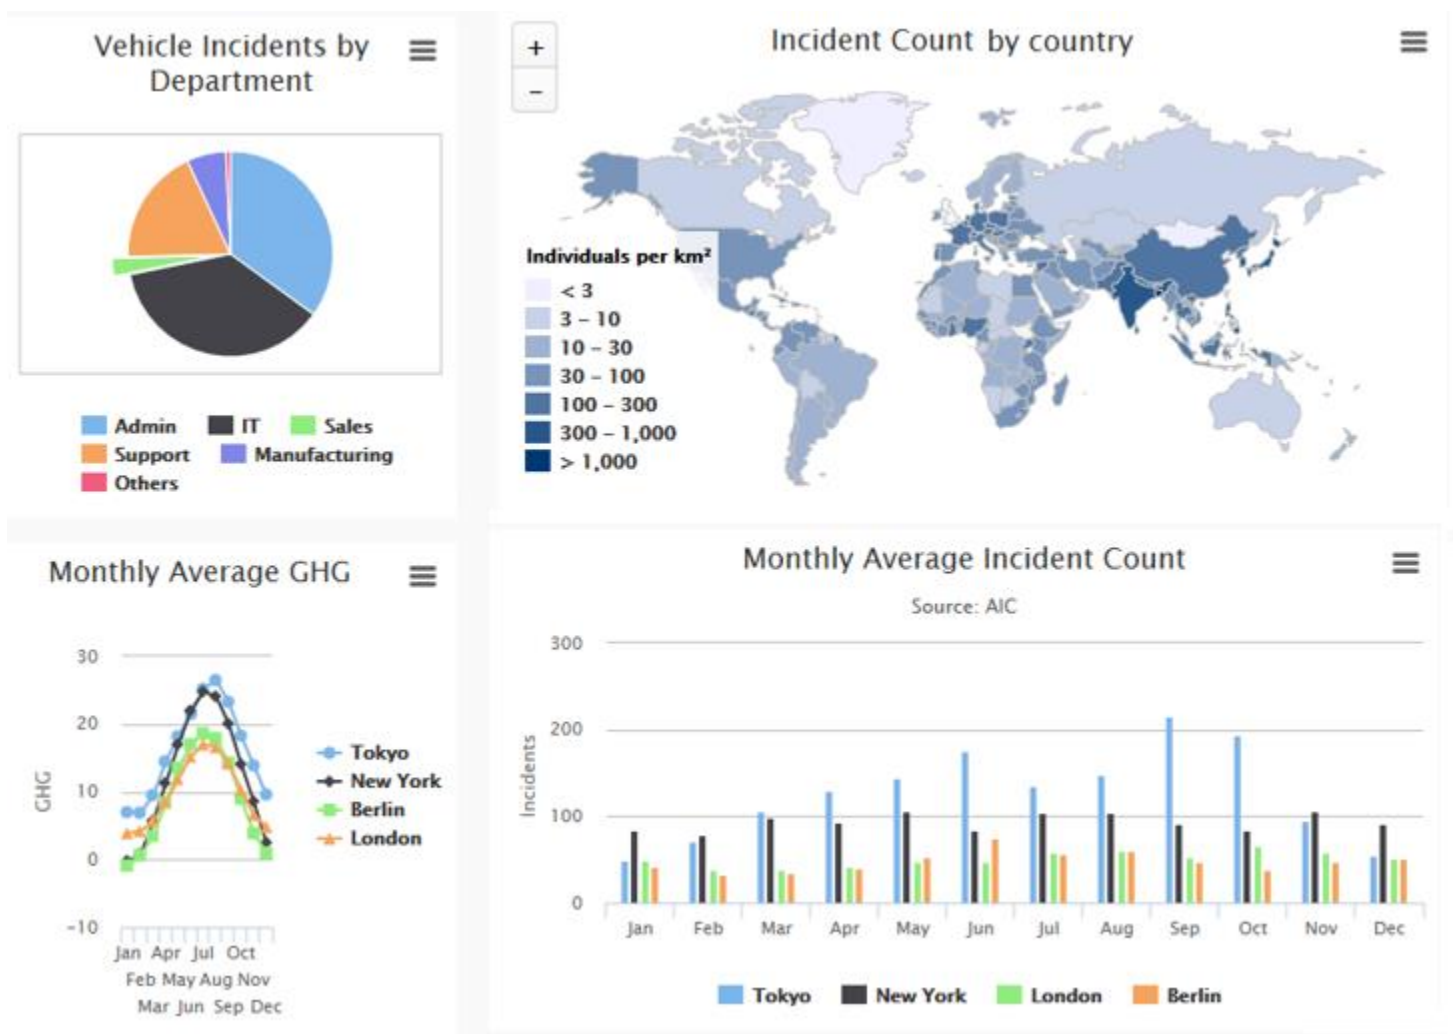 Vehicle Incidents by
Department
Admin IT Sales
Support Manufacturing
Others
+
−
Incident Count by country
Individuals per km²
< 3
3 – 10
10 – 30
30 – 100
100 – 300
300 – 1,000
> 1,000
Monthly Average GHG
GHG
30
20
10
0
−10
Jan Apr Jul Oct
Feb May Aug Nov
Mar Jun Sep Dec
Tokyo
New York
Berlin
London
Monthly Average Incident Count
Source: AIC
Incidents
300
200
100
0
Jan Feb Mar Apr May Jun Jul Aug Sep Oct Nov Dec
Tokyo New York London Berlin